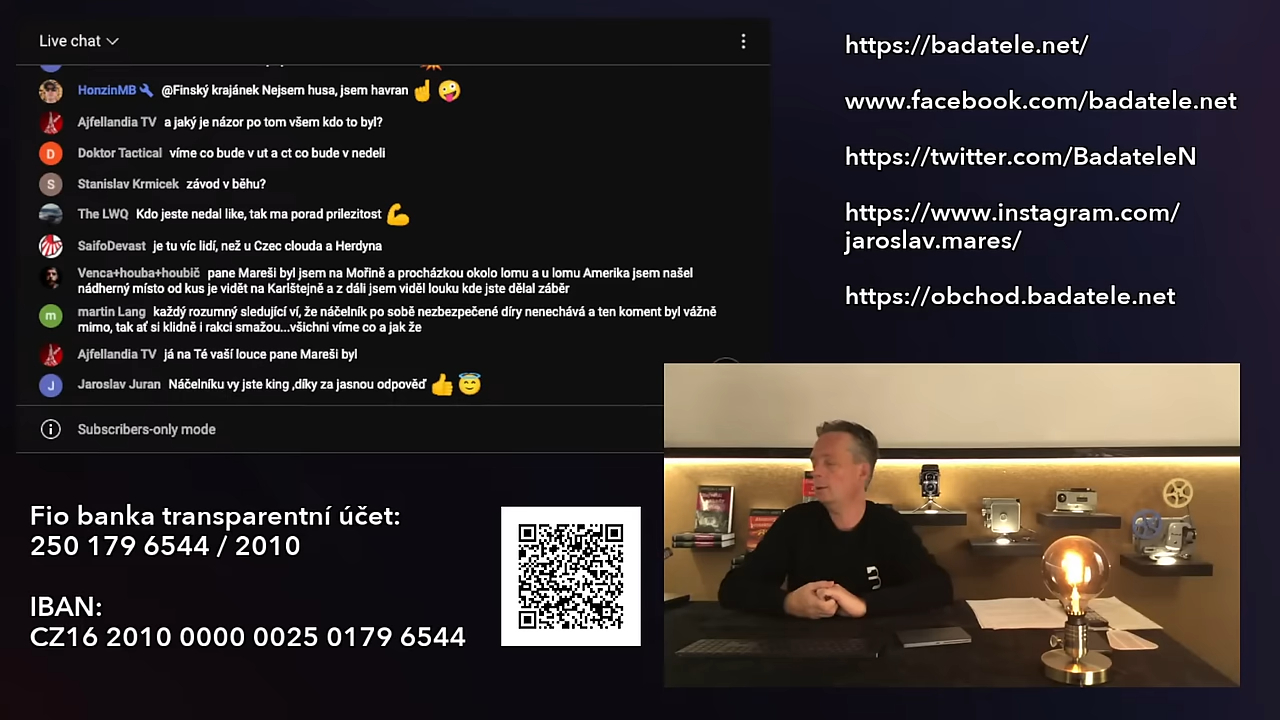 Live chat
HonzinMB @Finský krajánek Nejsem husa, jsem havran
Ajfellandia TV a jaký je názor po tom všem kdo to byl?
D Doktor Tactical víme co bude v ut a ct co bude v nedeli
S Stanislav Krmicek závod v běhu?
The LWQ Kdo jeste nedal like, tak ma porad prilezitost
SaifoDevast je tu víc lidí, než u Czec clouda a Herdyna
Venca+houba+houbič pane Mareši byl jsem na Mořině a procházkou okolo lomu a u lomu Amerika jsem našel
nádherný místo od kus je vidět na Karlštejně a z dáli jsem viděl louku kde jste dělal záběr
m martin Lang každý rozumný sledující ví, že náčelník po sobě nezbezpečené díry nenechává a ten koment byl vážně
mimo, tak ať si klidně i rakci smažou...všichni víme co a jak že
Ajfellandia TV já na Té vaší louce pane Mareši byl
J Jaroslav Juran Náčelníku vy jste king ,díky za jasnou odpověď
Subscribers-only mode
https://badatele.net/
www.facebook.com/badatele.net
https://twitter.com/BadateleN
https://www.instagram.com/
jaroslav.mares/
https://obchod.badatele.net
Fio banka transparentní účet:
250 179 6544 / 2010
IBAN:
CZ16 2010 0000 0025 0179 6544